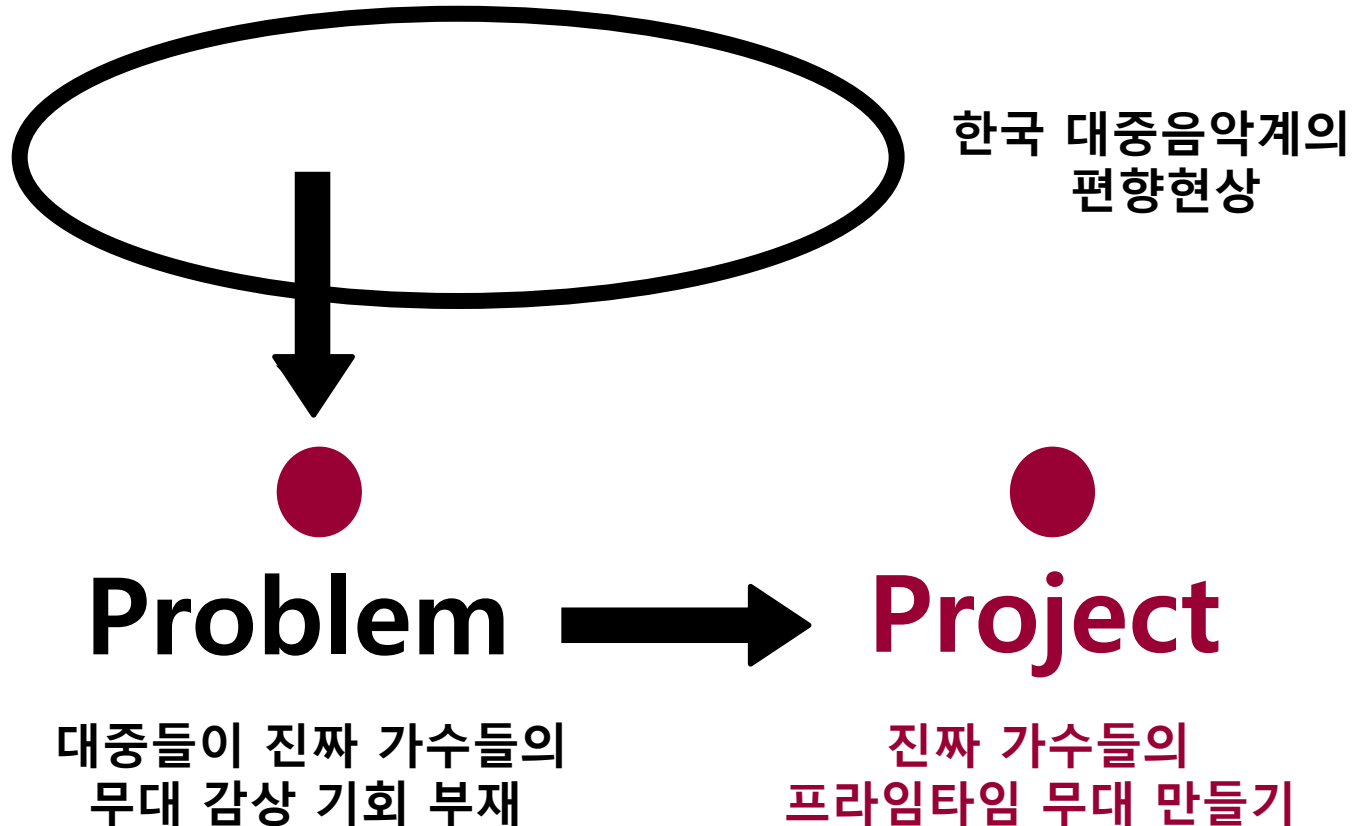 한국 대중음악계의
편향현상
Problem
Project
대중들이 진짜 가수들의
무대 감상 기회 부재
진짜 가수들의
프라임타임 무대 만들기